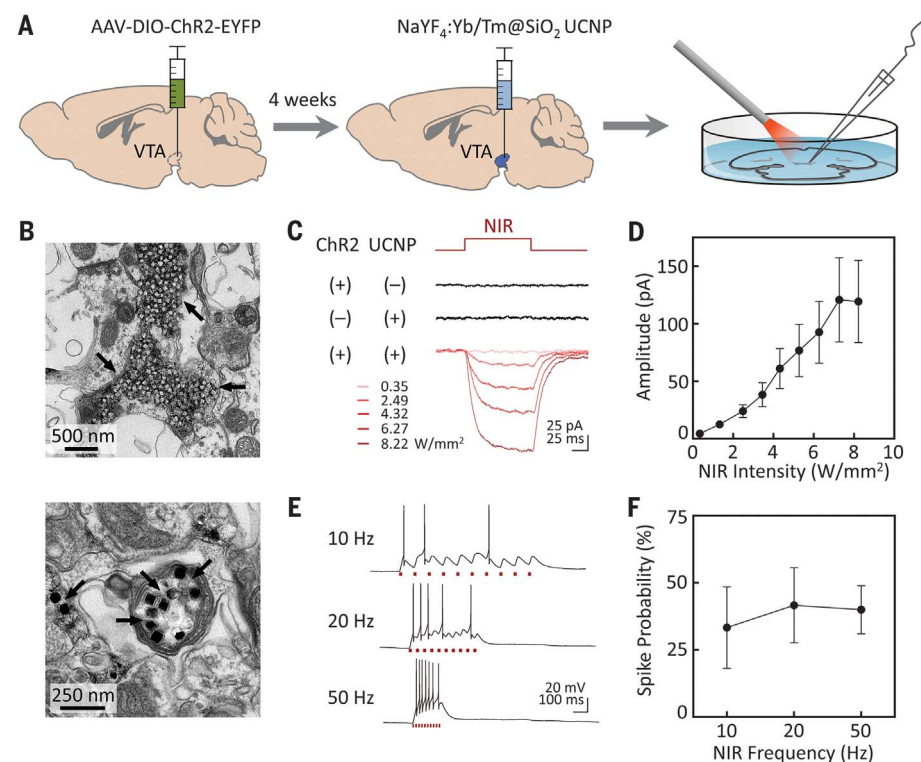 A
AAV-DIO-ChR2-EYFP
NaYF4:Yb/Tm@SiO2 UCNP
4 weeks
VTA
VTA
B
500 nm
250 nm
C
NIR
ChR2 UCNP
(+) (−)
(−) (+)
(+) (+)
0.35
2.49
4.32
6.27
8.22 W/mm2
25 pA
25 ms
D
Amplitude (pA)
150
100
50
0
0 2 4 6 8 10
NIR Intensity (W/mm2)
E
10 Hz
20 Hz
50 Hz
20 mV
100 ms
F
Spike Probability (%)
75
50
25
0
10 20 50
NIR Frequency (Hz)